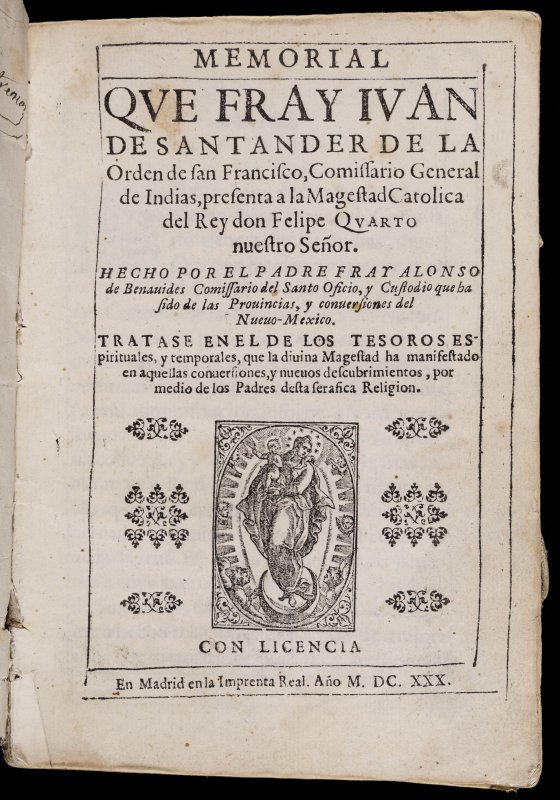 MEMORIAL
QVE FRAY IVAN
DE SANTANDER DE LA
Orden de ſan Franciſco, Comiſſario General
de Indias, preſenta a la Mageſtad Catolica
del Rey don Felipe QVARTO
nueſtro Señor.
HECHO POR EL PADRE FRAY ALONSO
de Benauides Comiſſario del Santo Oficio, y Cuſtodio que ha
ſido de las Prouincias, y conuerſiones del
Nueuo-Mexico.
TRATASE EN EL DE LOS TESOROS ES-
pirituales, y temporales, que la diuina Mageſtad ha manifeſtado
en aquellas conuerſiones, y nueuos deſcubrimientos, por
medio de los Padres deſta ſerafica Religion.
CON LICENCIA
En Madrid en la Imprenta Real. Año M. DC. XXX.